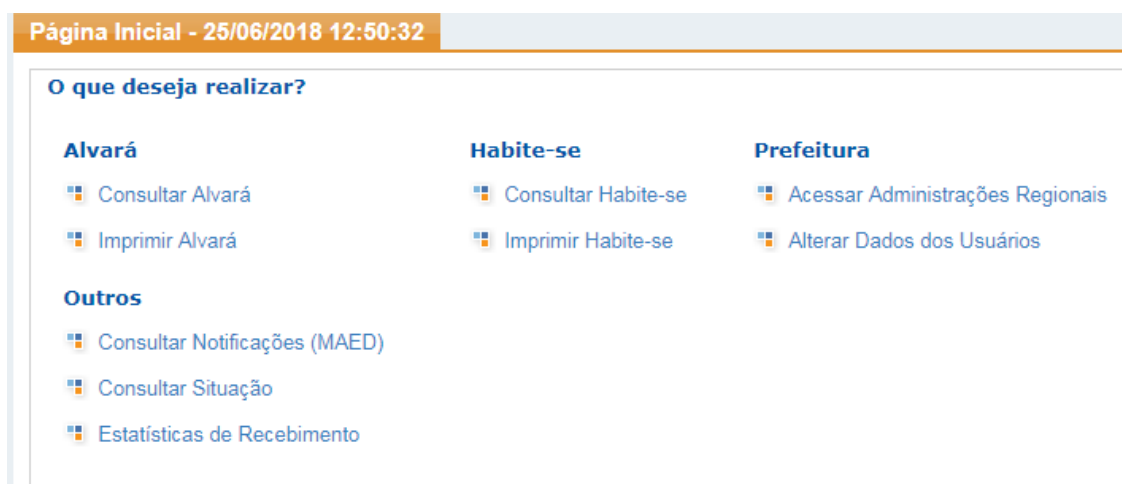 Página Inicial - 25/06/2018 12:50:32
O que deseja realizar?
Alvará
Consultar Alvará
Imprimir Alvará
Habite-se
Consultar Habite-se
Imprimir Habite-se
Prefeitura
Acessar Administrações Regionais
Alterar Dados dos Usuários
Outros
Consultar Notificações (MAED)
Consultar Situação
Estatísticas de Recebimento